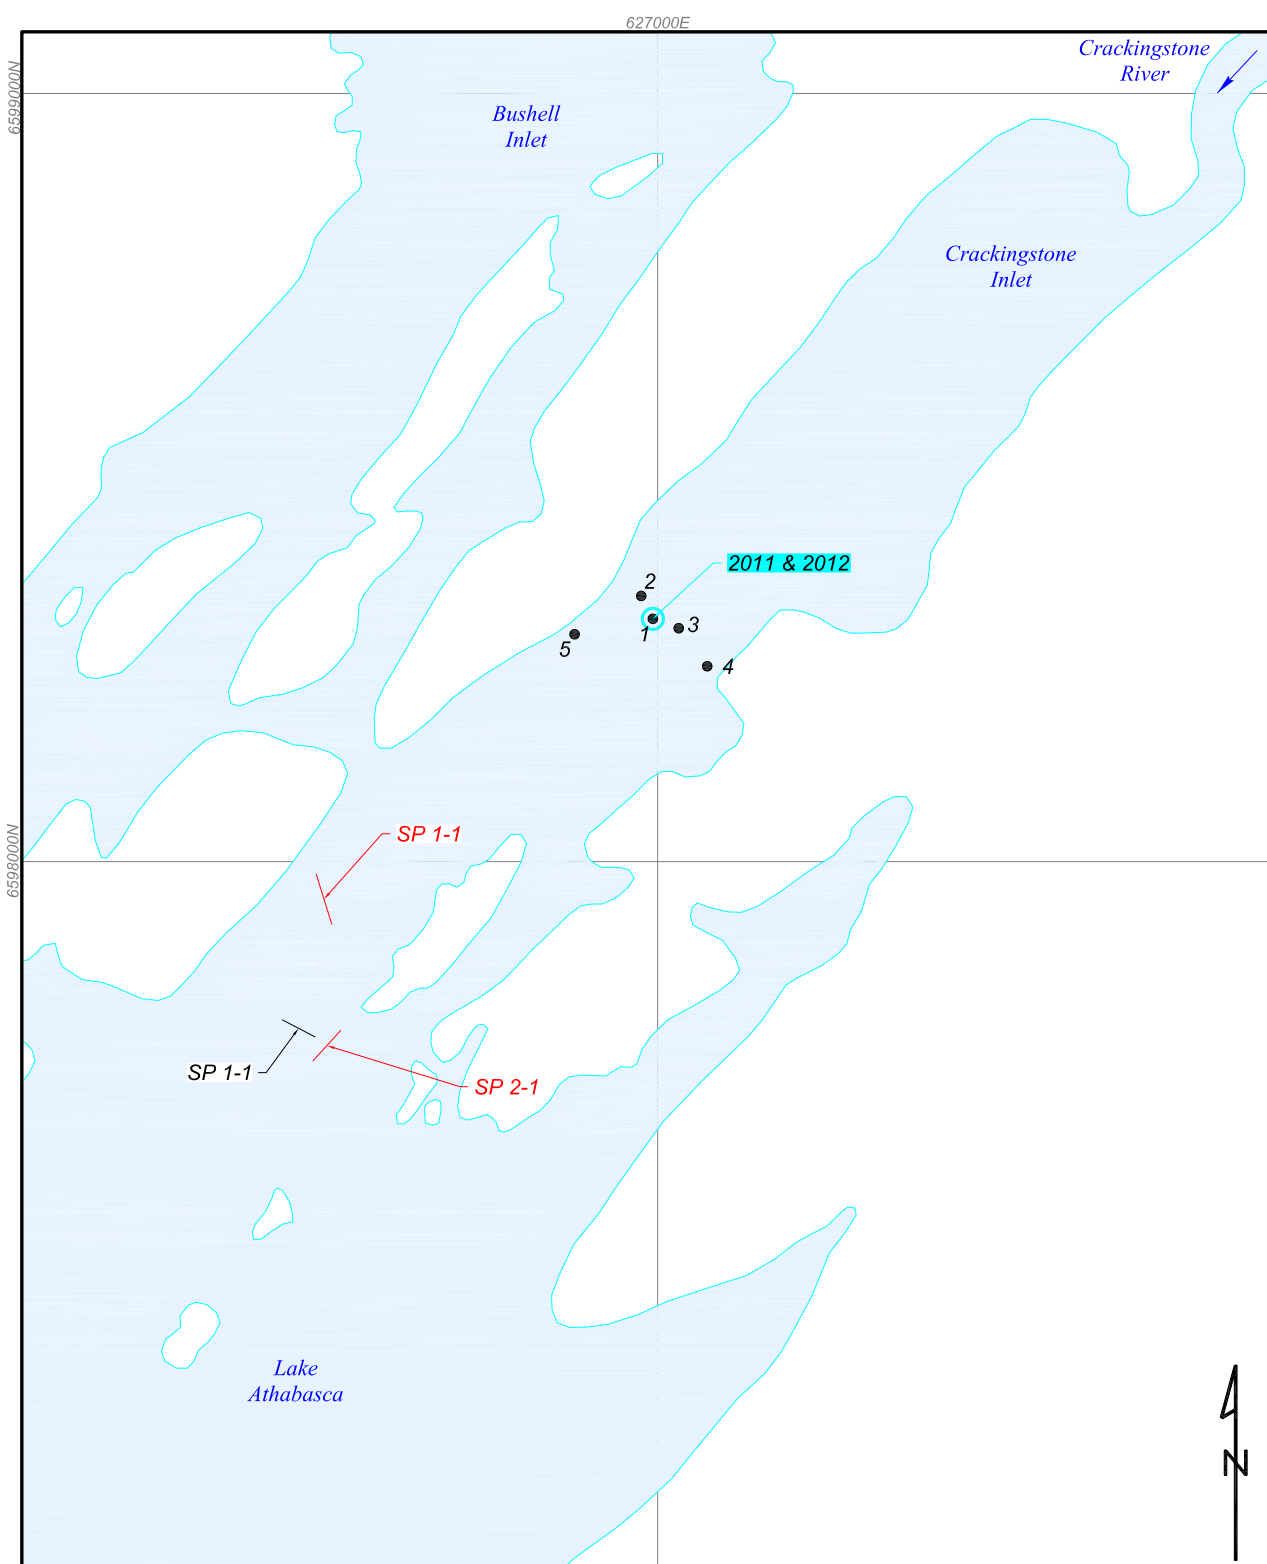 627000E
Crackingstone
River
6599000N
Bushell
Inlet
Crackingstone
Inlet
2011 & 2012
2
1
3
5
4
SP 1-1
6598000N
SP 1-1
SP 2-1
Lake
Athabasca
N